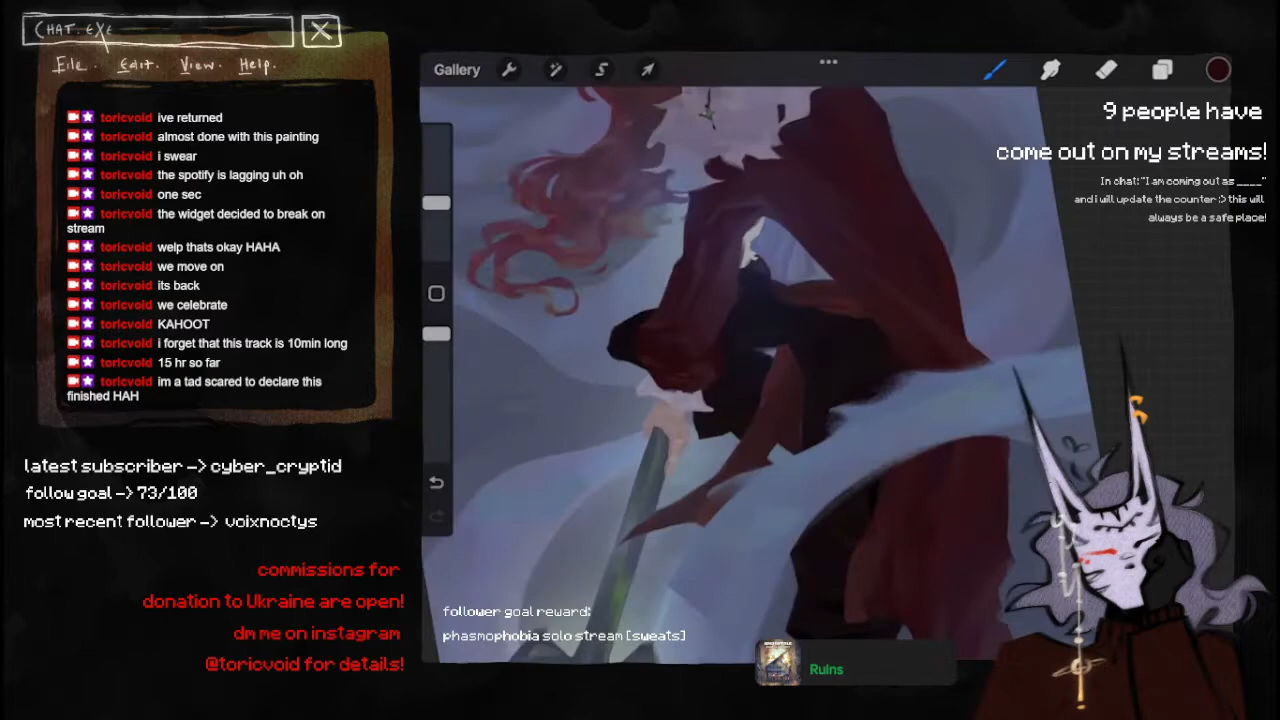 CHAT.EXE
File. Edit. View. Help.
toricvoid ive returned
toricvoid almost done with this painting
toricvoid i swear
toricvoid the spotify is lagging uh oh
toricvoid one sec
toricvoid the widget decided to break on
stream
toricvoid welp thats okay HAHA
toricvoid we move on
toricvoid its back
toricvoid we celebrate
toricvoid KAHOOT
toricvoid i forget that this track is 10min long
toricvoid 15 hr so far
toricvoid im a tad scared to declare this
finished HAH
latest subscriber -> cyber_cryptid
follow goal -> 73/100
most recent follower -> voixnoctys
commissions for
donation to Ukraine are open!
dm me on instagram
@toricvoid for details!
Gallery
9 people have
come out on my streams!
In chat: "I am coming out as ____"
and i will update the counter :> this will
always be a safe place!
follower goal reward:
phasmophobia solo stream [sweats]
Ruins